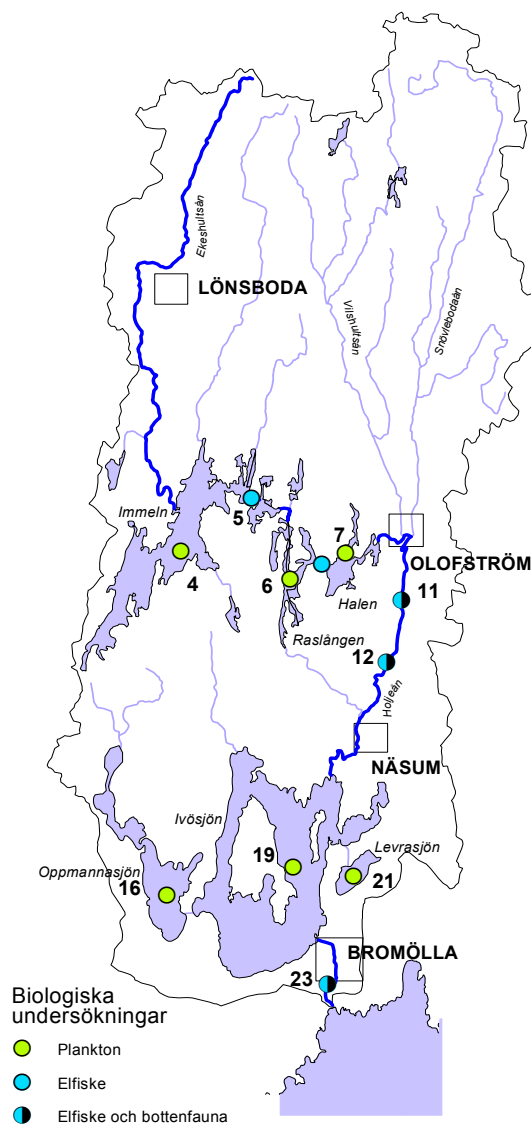 Ekeshultsån
LÖNSBODA
Vilshultsån
Snövlebodaån
Immeln
5
7
4
6
OLOFSTRÖM
Halen
11
Raslången
12
Holjeån
NÄSUM
Ivösjön
Levrasjön
Oppmannasjön
19
16
21
BROMÖLLA
23
Biologiska
undersökningar
Plankton
Elfiske
Elfiske och bottenfauna